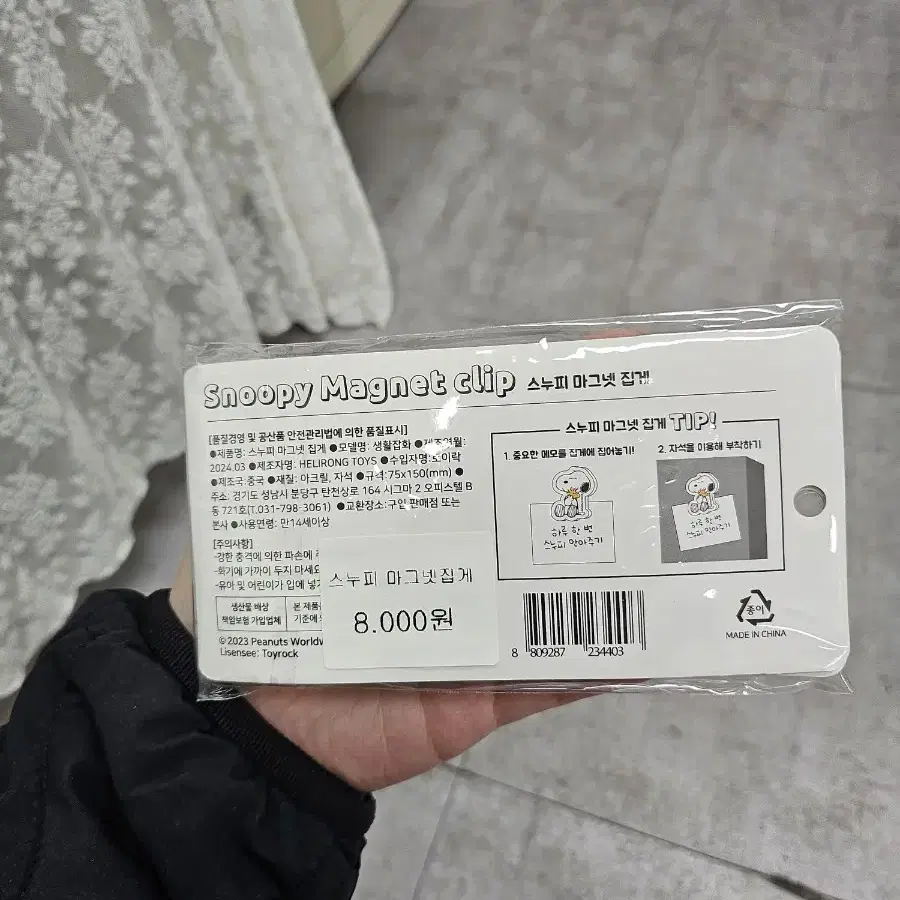 Snoopy Magnet clip 스누피 마그넷 집게
[품질경영 및 공산품 안전관리법에 의한 품질표시]
●제품명: 스누피 마그넷 집게 ●모델명: 생활잡화 ●제조연월:
2024.03 ●제조자명: HELIRONG TOYS ●수입자명:토이락
●제조국:중국 ●재질: 아크릴, 자석 ●규격:75x150(mm) ●
주소: 경기도 성남시 분당구 탄천상로 164 시그마 2 오피스텔 B
동 721호(T.031-798-3061) ●교환장소:구입 판매점 또는
본사 ●사용연령: 만14세이상
[주의사항]
-강한 충격에 의한 파손에
-화기에 가까이 두지 마세요
-유아 및 어린이가 입에 넣
생산물 배상
책임보험 가입업체
본 제품
기준에
© 2023 Peanuts
Licensee: Toyrock
스누피 마그넷집게
8.000원
스누피 마그넷 집게 TIP!
1. 중요한 메모를 집게에 집어놓기!
하루 한 번
스누피 안아주기
2. 자석을 이용해 부착하기
하루 한 번
스누피 안아주기
8 809287 234403
종이
MADE IN CHINA